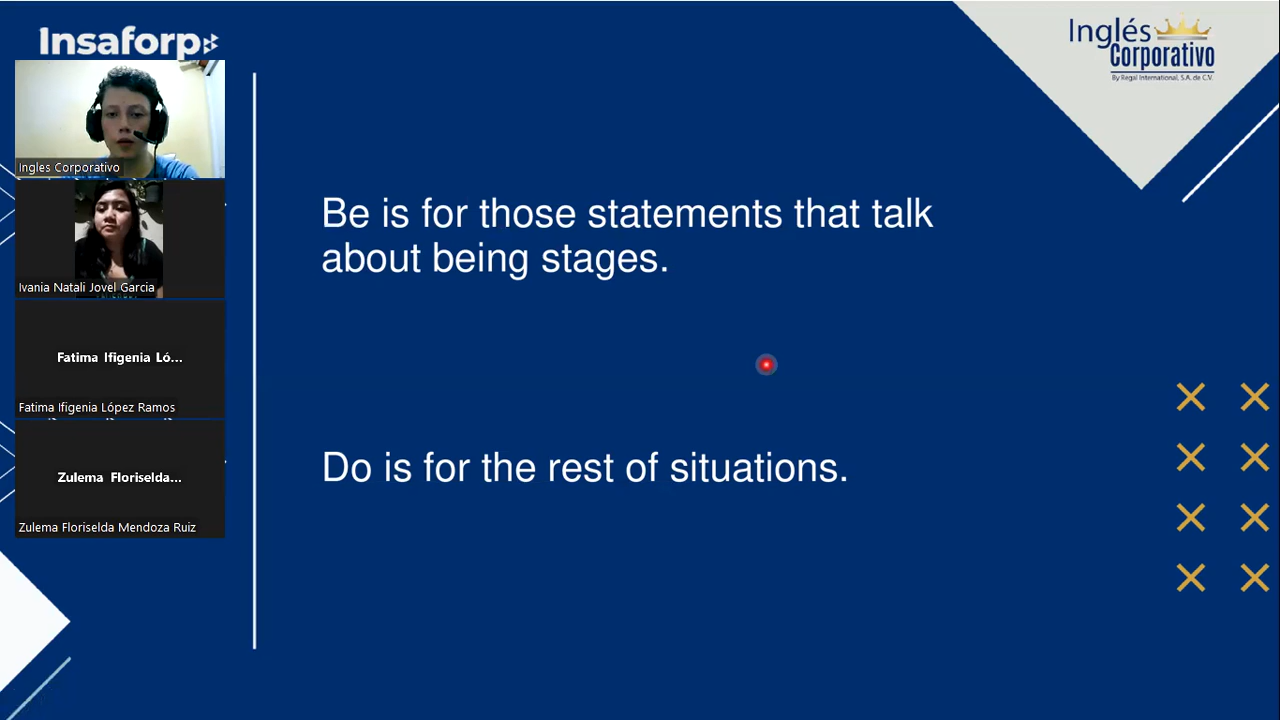 Insaforp
Inglés
Corporativo
By Regal International, S.A. de C.V.
Ingles Corporativo
Ivania Natali Jovel Garcia
Fatima Ifigenia Ló...
Fatima Ifigenia López Ramos
Zulema Floriselda...
Zulema Floriselda Mendoza Ruiz
Be is for those statements that talk
about being stages.
Do is for the rest of situations.